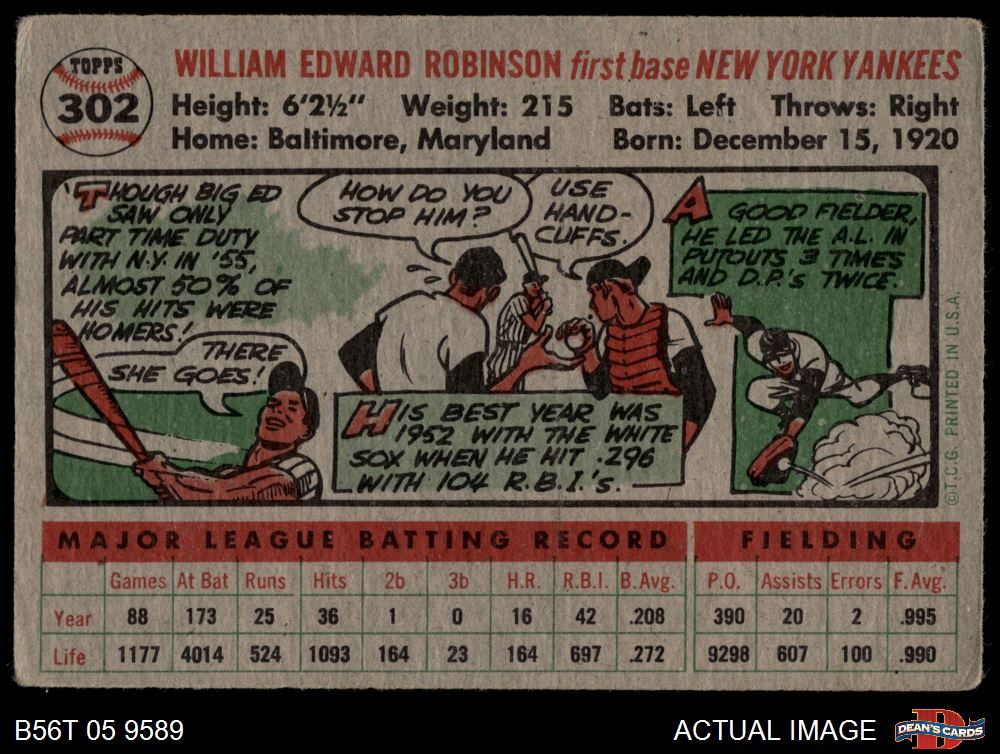 TOPPS
302
WILLIAM EDWARD ROBINSON first base NEW YORK YANKEES
Height: 6'2½" Weight: 215 Bats: Left Throws: Right
Home: Baltimore, Maryland Born: December 15, 1920
THOUGH BIG ED
SAW ONLY
PART TIME DUTY
WITH N.Y. IN '55,
ALMOST 50% OF
HIS HITS WERE
HOMERS!
THERE
SHE GOES!
HOW DO YOU
STOP HIM?
USE
HAND-
CUFFS.
HIS BEST YEAR WAS
1952 WITH THE WHITE
SOX WHEN HE HIT .296
WITH 104 R.B.I.'s.
A GOOD FIELDER,
HE LED THE A.L. IN
PUTOUTS 3 TIMES
AND D.P.'s TWICE.
©T.C.G. PRINTED IN U.S.A.
MAJOR LEAGUE BATTING RECORD FIELDING
Games At Bat Runs Hits 2b 3b H.R. R.B.I. B.Avg. P.O. Assists Errors F.Avg.
Year 88 173 25 36 1 0 16 42 .208 390 20 2 .995
Life 1177 4014 524 1093 164 23 164 697 .272 9298 607 100 .990
B56T 05 9589 ACTUAL IMAGE
D
DEAN'S CARDS